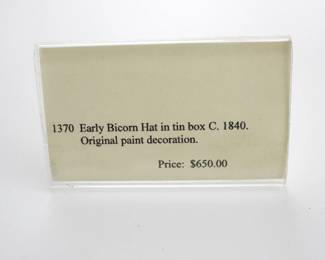 1370 Early Bicorn Hat in tin box C. 1840.
Original paint decoration.
Price: $650.00